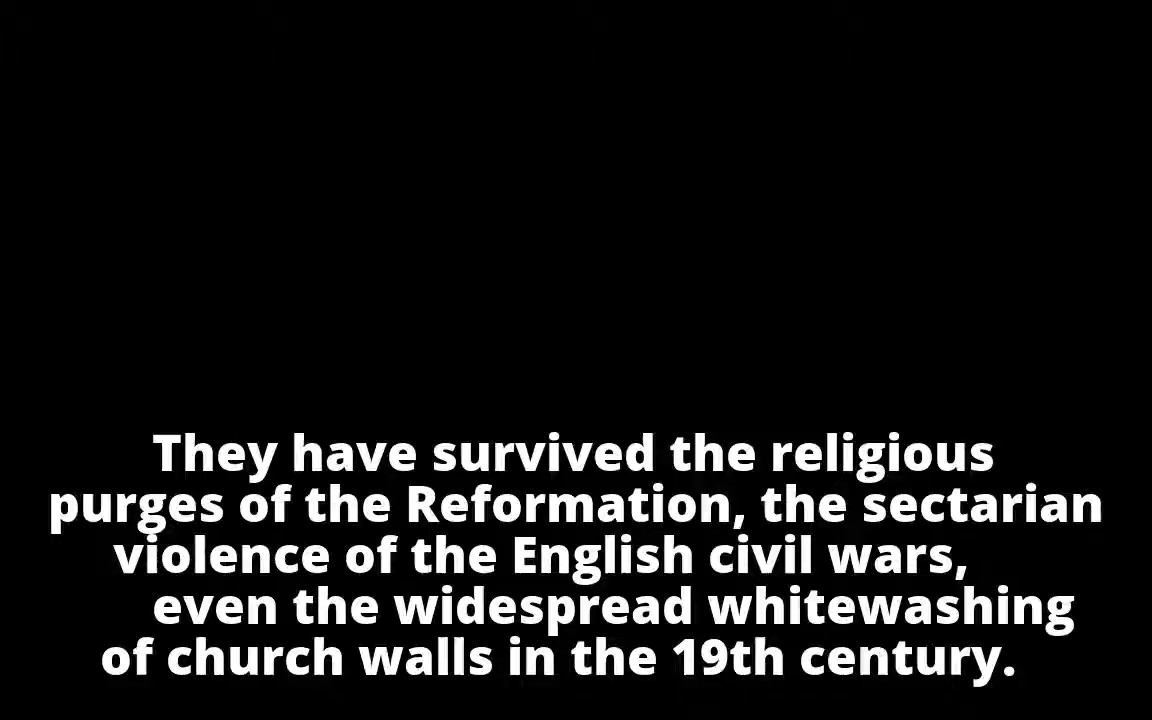 They have survived the religious
purges of the Reformation, the sectarian
violence of the English civil wars,
even the widespread whitewashing
of church walls in the 19th century.